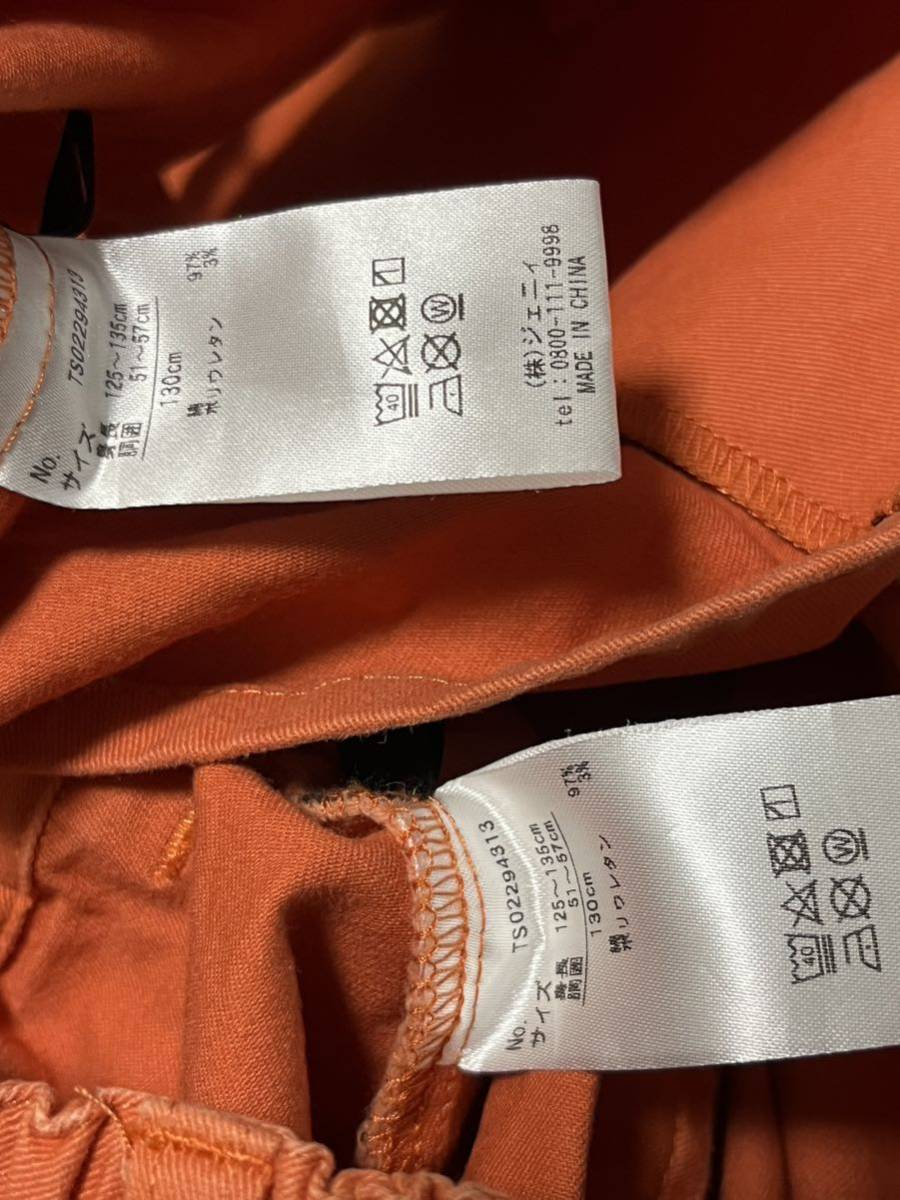 No. TS02294313
サイズ
身長 125〜135cm
胴囲 51〜57cm
130cm
綿 97%
ポリウレタン 3%
40
W
(株)ジェニィ
tel:0800-111-9998
MADE IN CHINA
No. TS02294313
サイズ
身長 125〜135cm
胴囲 51〜57cm
130cm
綿 97%
ポリウレタン 3%
40
W